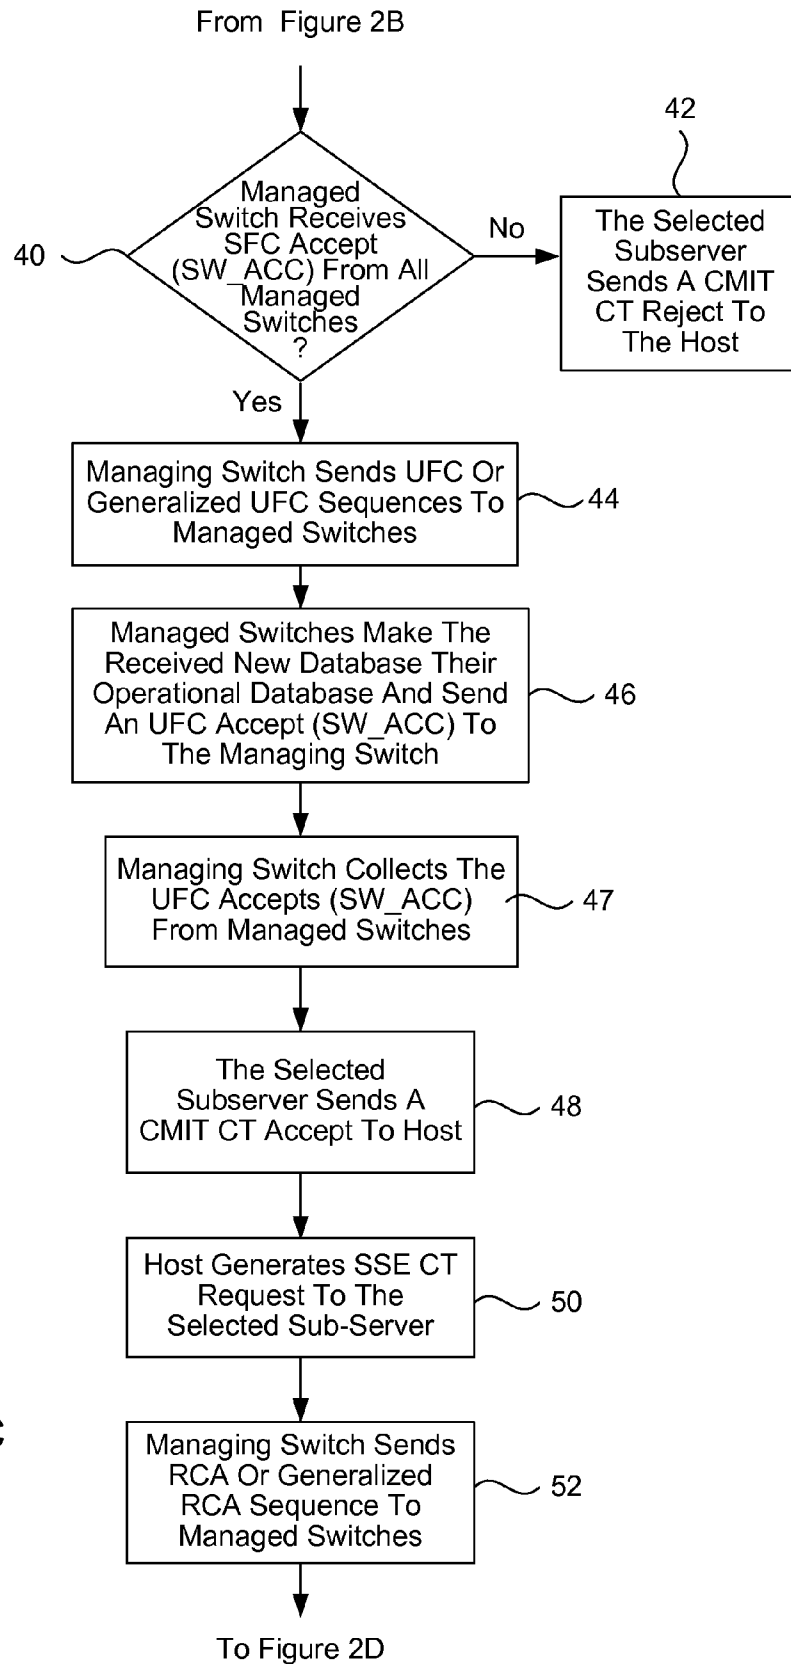 From Figure 2B
42
Managed
Switch Receives
SFC Accept
(SW_ACC) From All
Managed
Switches
?
40
No
The Selected
Subserver
Sends A CMIT
CT Reject To
The Host
Yes
Managing Switch Sends UFC Or
Generalized UFC Sequences To
Managed Switches
44
Managed Switches Make The
Received New Database Their
Operational Database And Send
An UFC Accept (SW_ACC) To
The Managing Switch
46
Managing Switch Collects The
UFC Accepts (SW_ACC)
From Managed Switches
47
The Selected
Subserver Sends A
CMIT CT Accept To Host
48
Host Generates SSE CT
Request To The
Selected Sub-Server
50
Managing Switch Sends
RCA Or Generalized
RCA Sequence To
Managed Switches
52
To Figure 2D